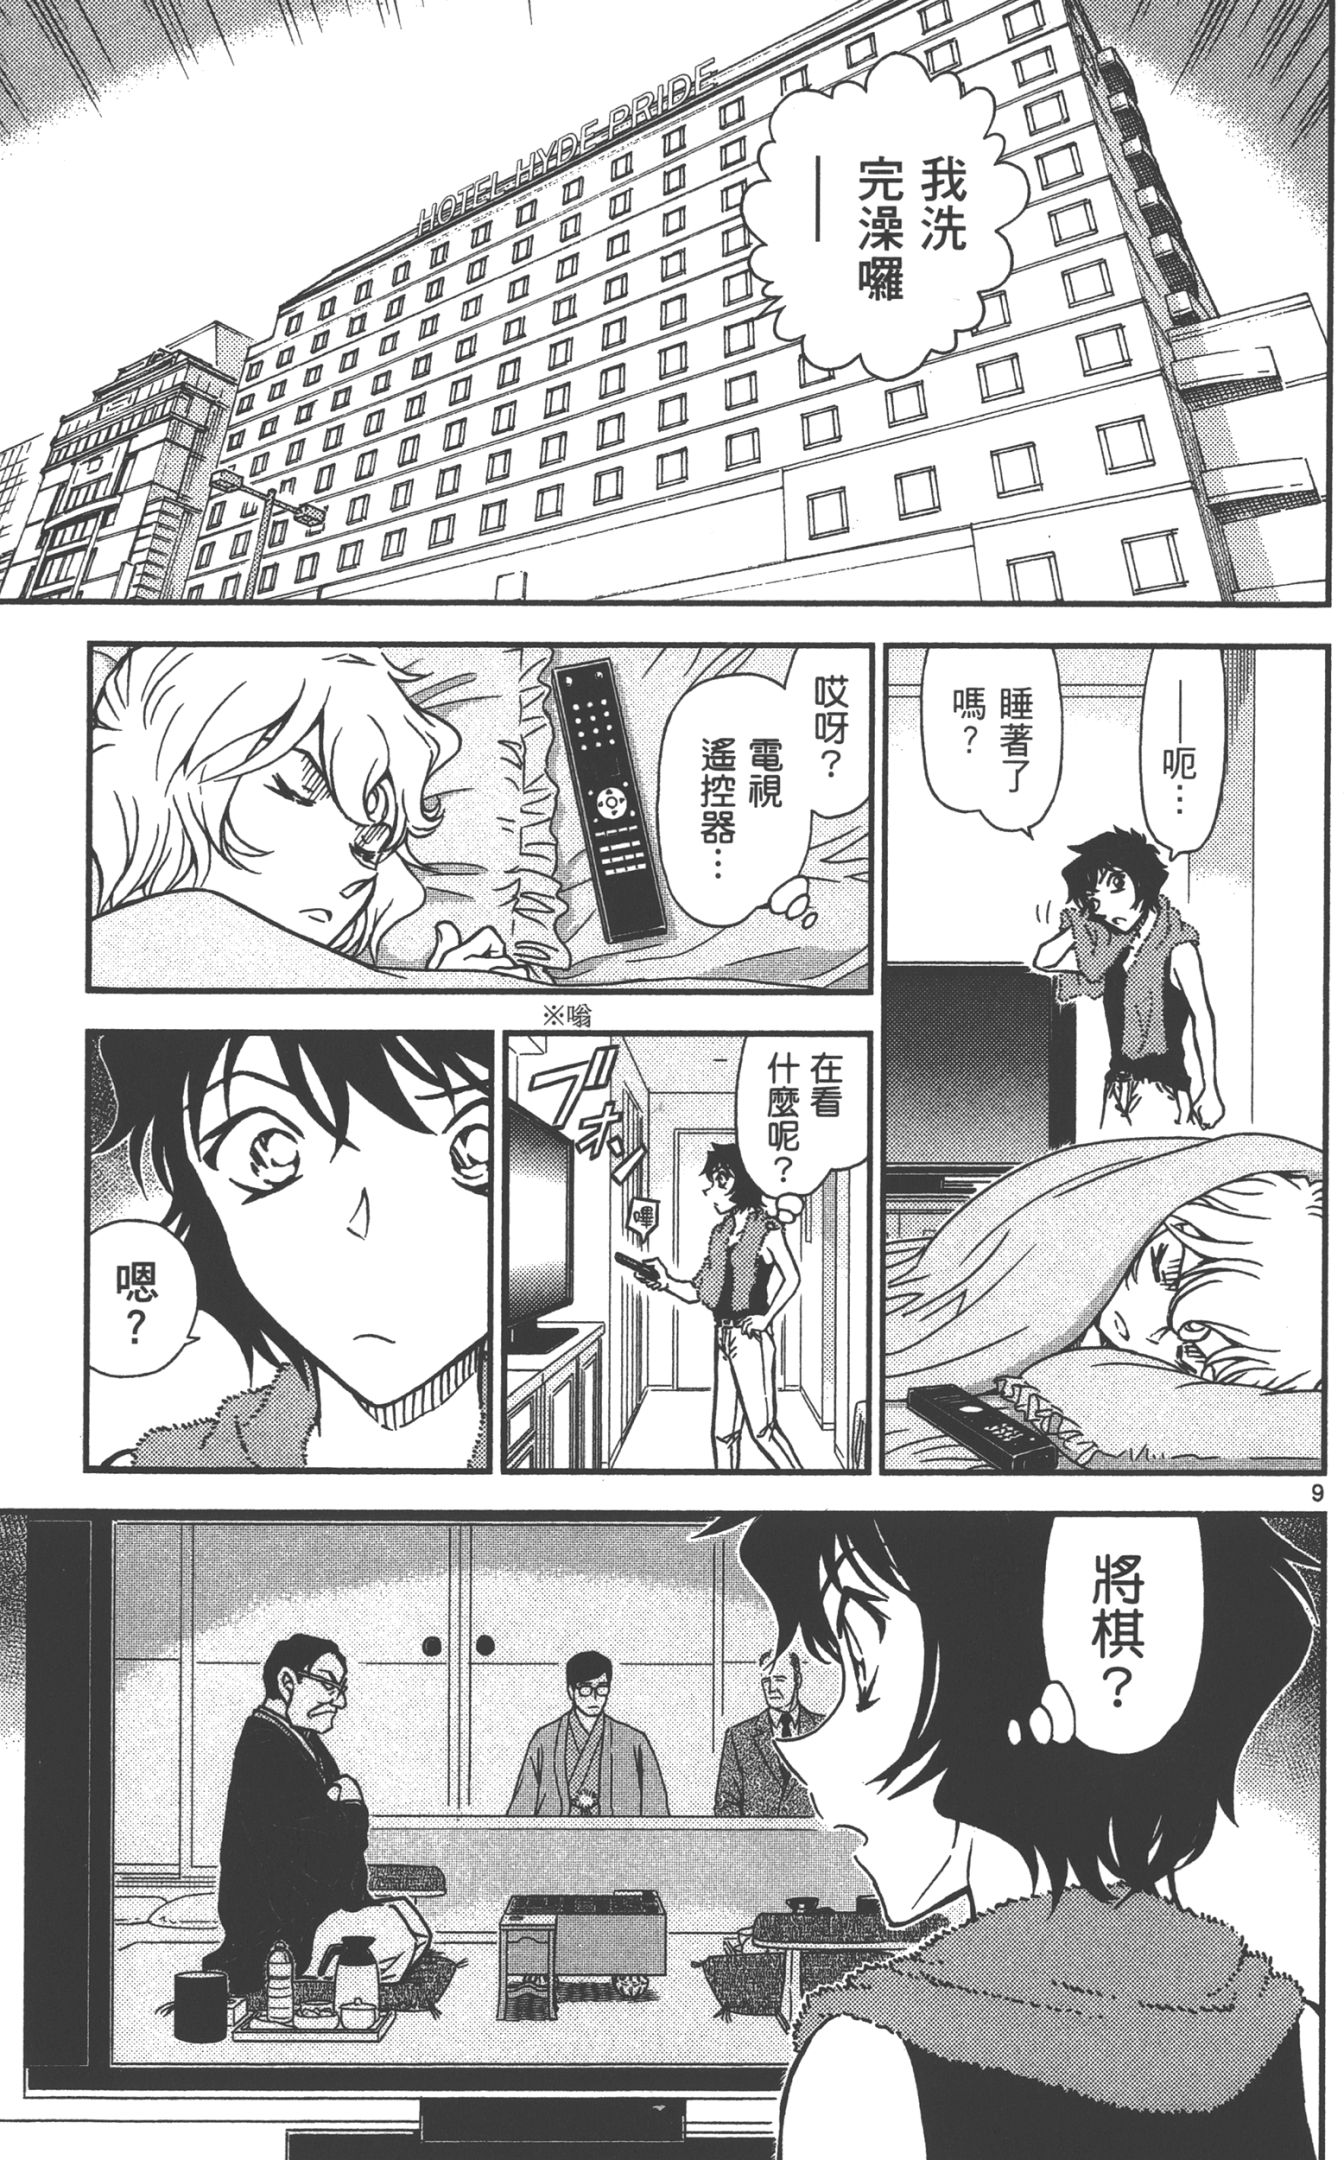 HOTEL HYDE PRIDE
我洗
完澡囉
——
——呃…
睡著了
嗎？
哎呀？
電視
遙控器…
※嗡
ブォン
在看
什麼呢？
嗶
嗯？
9
將棋？